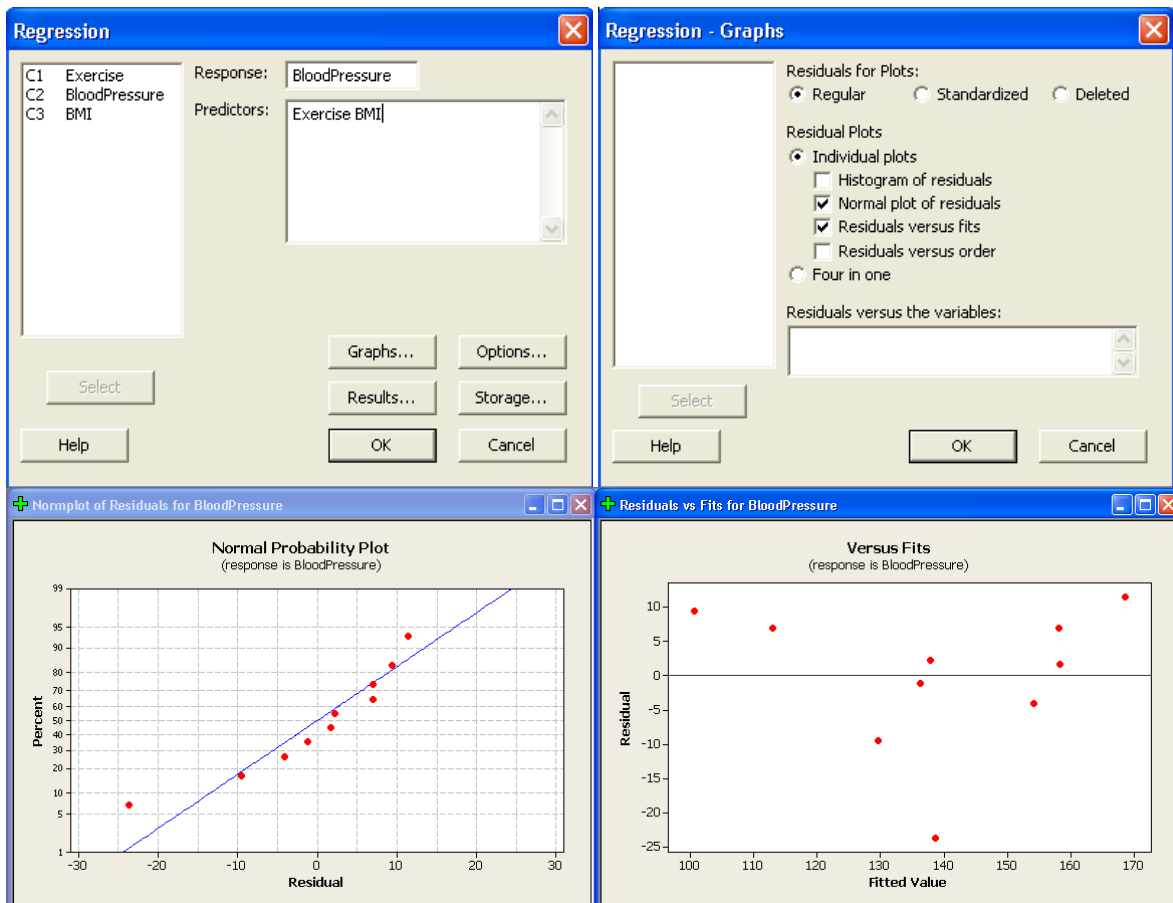 Regression
C1 Exercise
C2 BloodPressure
C3 BMI
Response: BloodPressure
Predictors: Exercise BMI
Graphs... Options...
Select
Results... Storage...
Help OK Cancel
Regression - Graphs
Residuals for Plots:
Regular Standardized Deleted
Residual Plots
Individual plots
Histogram of residuals
Normal plot of residuals
Residuals versus fits
Residuals versus order
Four in one
Residuals versus the variables:
Select
Help OK Cancel
Normplot of Residuals for BloodPressure
Normal Probability Plot
(response is BloodPressure)
99
95
90
80
70
60
50
40
30
20
10
5
1
Percent
-30 -20 -10 0 10 20 30
Residual
Residuals vs Fits for BloodPressure
Versus Fits
(response is BloodPressure)
10
5
0
-5
-10
-15
-20
-25
Residual
100 110 120 130 140 150 160 170
Fitted Value